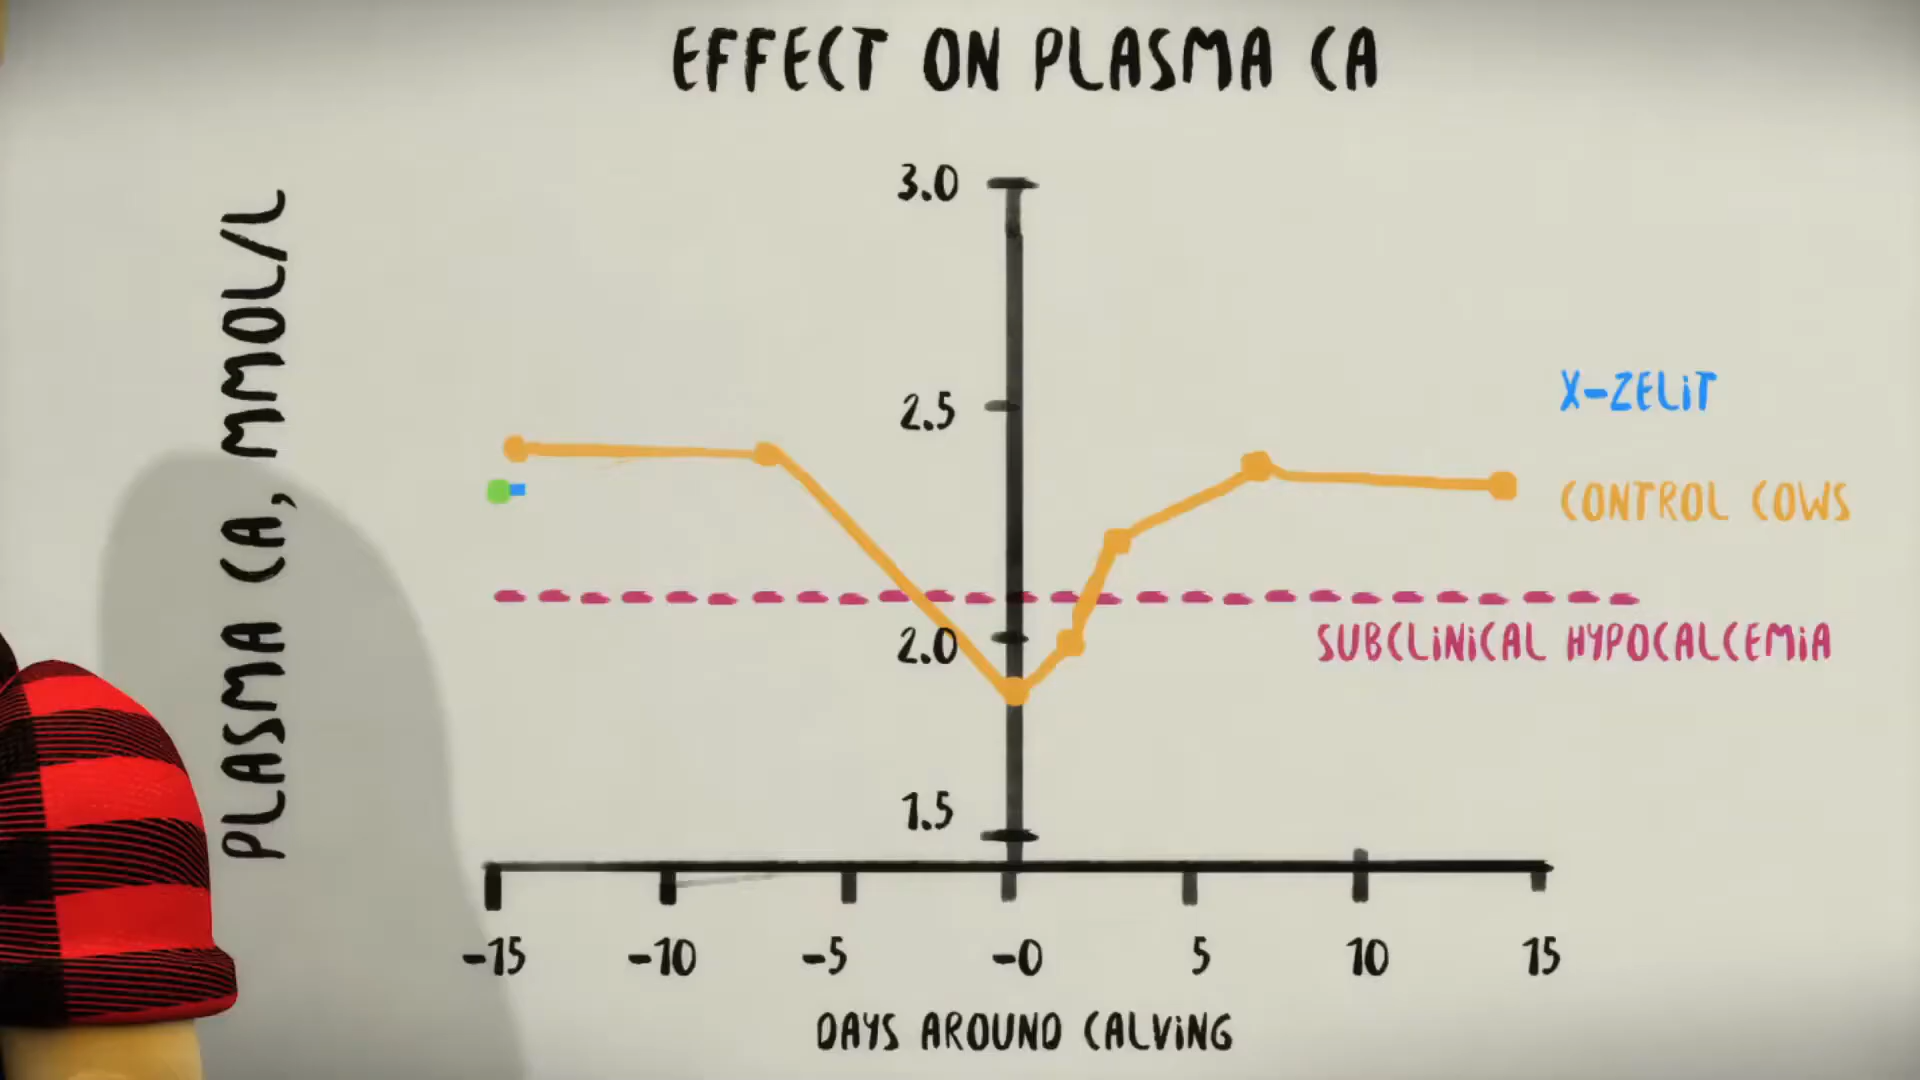 EFFECT ON PLASMA CA
PLASMA CA, MMOL/L
3.0
2.5
2.0
1.5
X-ZELIT
CONTROL COWS
SUBCLINICAL HYPOCALCEMIA
-15 -10 -5 -0 5 10 15
DAYS AROUND CALVING